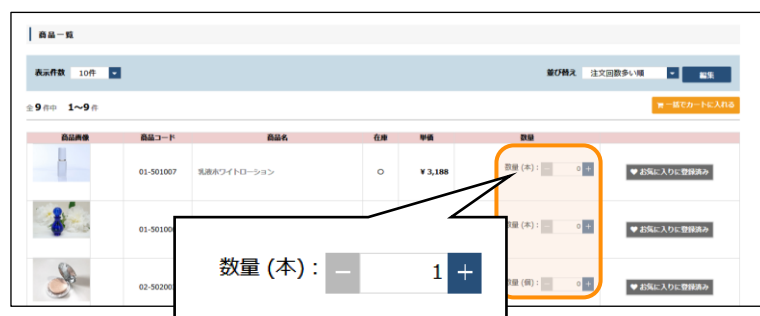 商品一覧
表示件数 10件
並び替え 注文回数多い順 編集
全 9 件中 1～9 件
一括でカートに入れる
商品画像 商品コード 商品名 在庫 単価 数量
01-501007 乳液水ワイトローション ○ ¥ 3,188 数量 (本) : － 0 + お気に入りに登録済み
数量 (本) : － 0 + お気に入りに登録済み
数量 (本) : － 1 +
数量 (個) : － 0 + お気に入りに登録済み